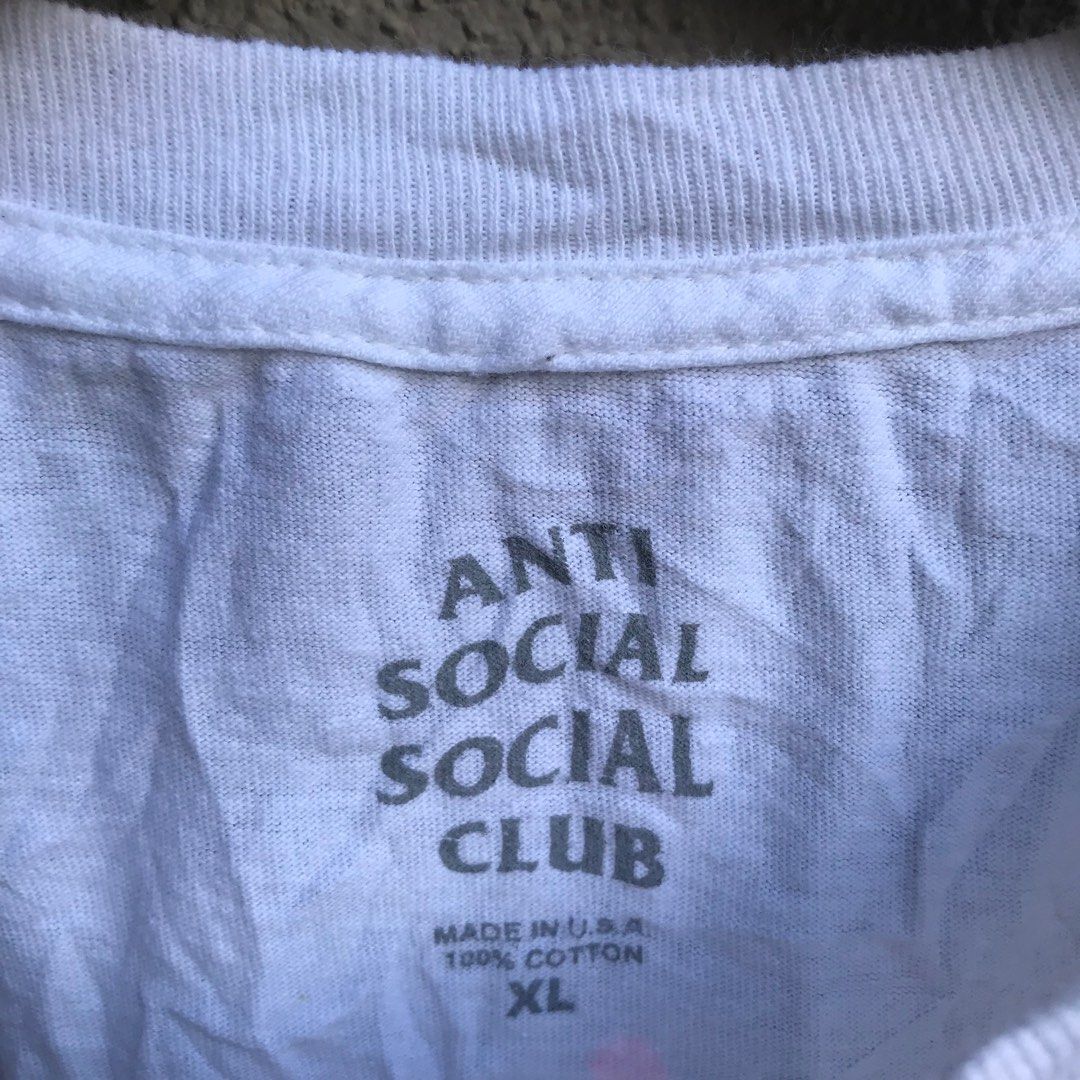 ANTI
SOCIAL
SOCIAL
CLUB
MADE IN U.S.A.
100% COTTON
XL